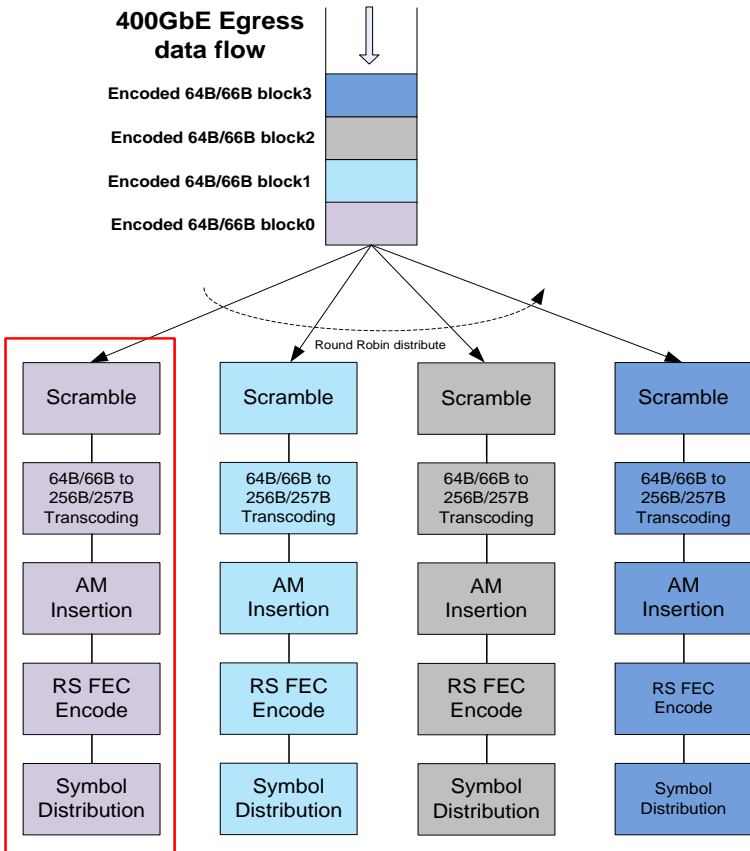 400GbE Egress
data flow
Encoded 64B/66B block3
Encoded 64B/66B block2
Encoded 64B/66B block1
Encoded 64B/66B block0
Round Robin distribute
Scramble
64B/66B to
256B/257B
Transcoding
AM
Insertion
RS FEC
Encode
Symbol
Distribution
Scramble
64B/66B to
256B/257B
Transcoding
AM
Insertion
RS FEC
Encode
Symbol
Distribution
Scramble
64B/66B to
256B/257B
Transcoding
AM
Insertion
RS FEC
Encode
Symbol
Distribution
Scramble
64B/66B to
256B/257B
Transcoding
AM
Insertion
RS FEC
Encode
Symbol
Distribution